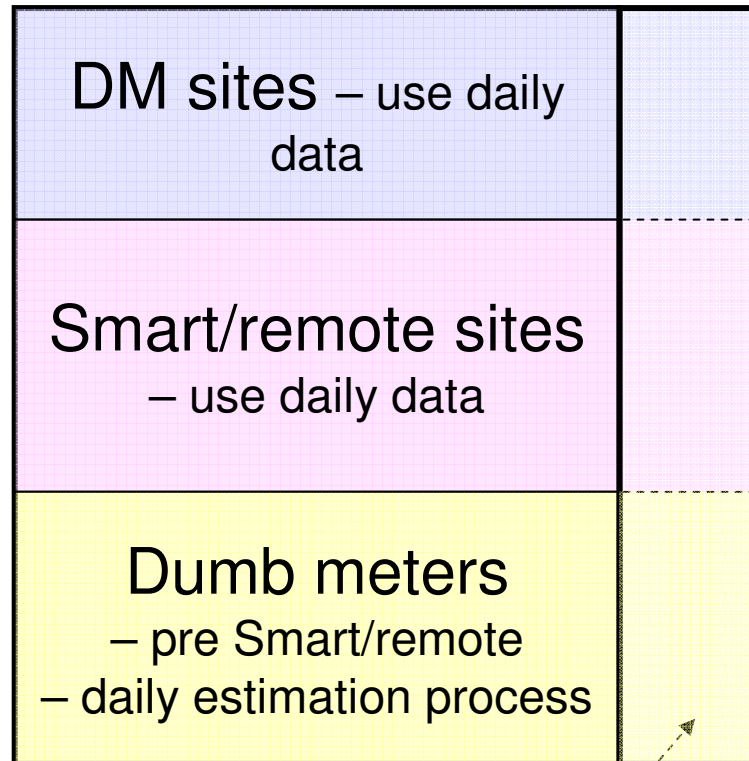 DM sites – use daily
data
Smart/remote sites
– use daily data
Dumb meters
– pre Smart/remote
– daily estimation process